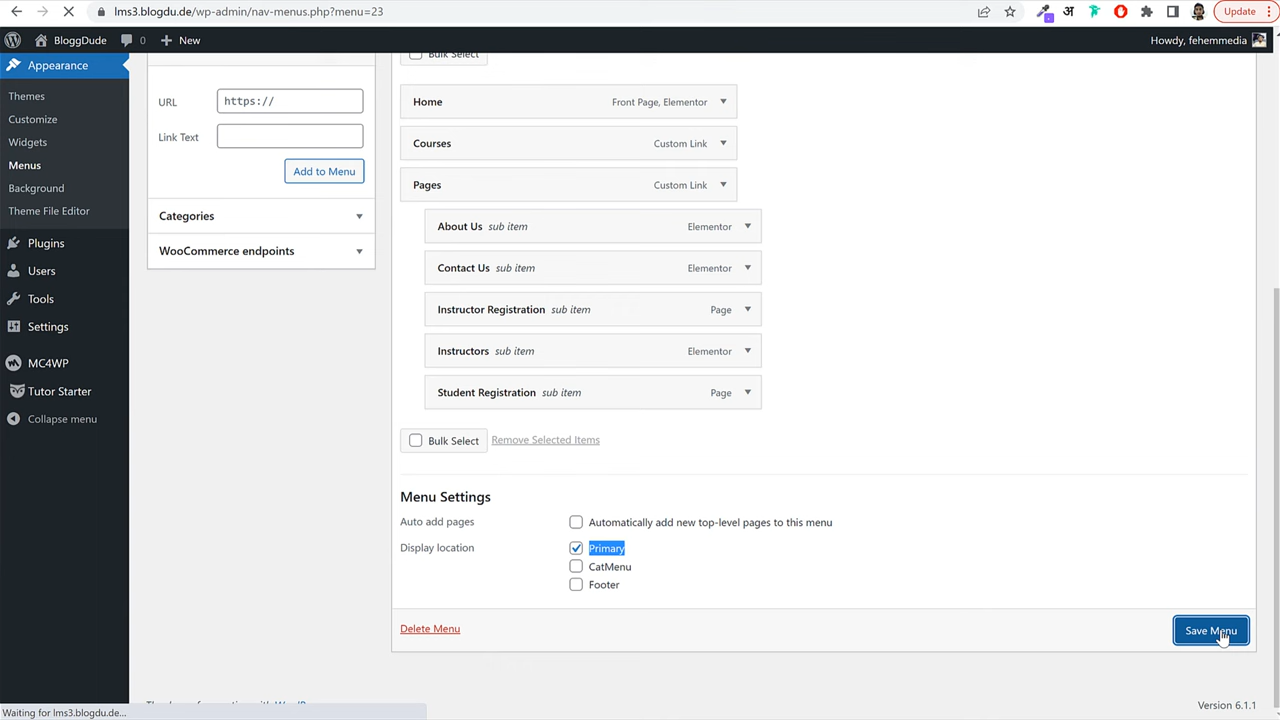 lms3.blogdu.de/wp-admin/nav-menus.php?menu=23
अ
Update
BloggDude
0
New
Howdy, fehemmedia
Appearance
Themes
Customize
Widgets
Menus
Background
Theme File Editor
Plugins
Users
Tools
Settings
MC4WP
Tutor Starter
Collapse menu
URL
https://
Link Text
Add to Menu
Categories
WooCommerce endpoints
Bulk Select
Home Front Page, Elementor
Courses Custom Link
Pages Custom Link
About Us sub item Elementor
Contact Us sub item Elementor
Instructor Registration sub item Page
Instructors sub item Elementor
Student Registration sub item Page
Bulk Select Remove Selected Items
Menu Settings
Auto add pages Automatically add new top-level pages to this menu
Display location Primary
CatMenu
Footer
Delete Menu Save Menu
Version 6.1.1
Waiting for lms3.blogdu.de...